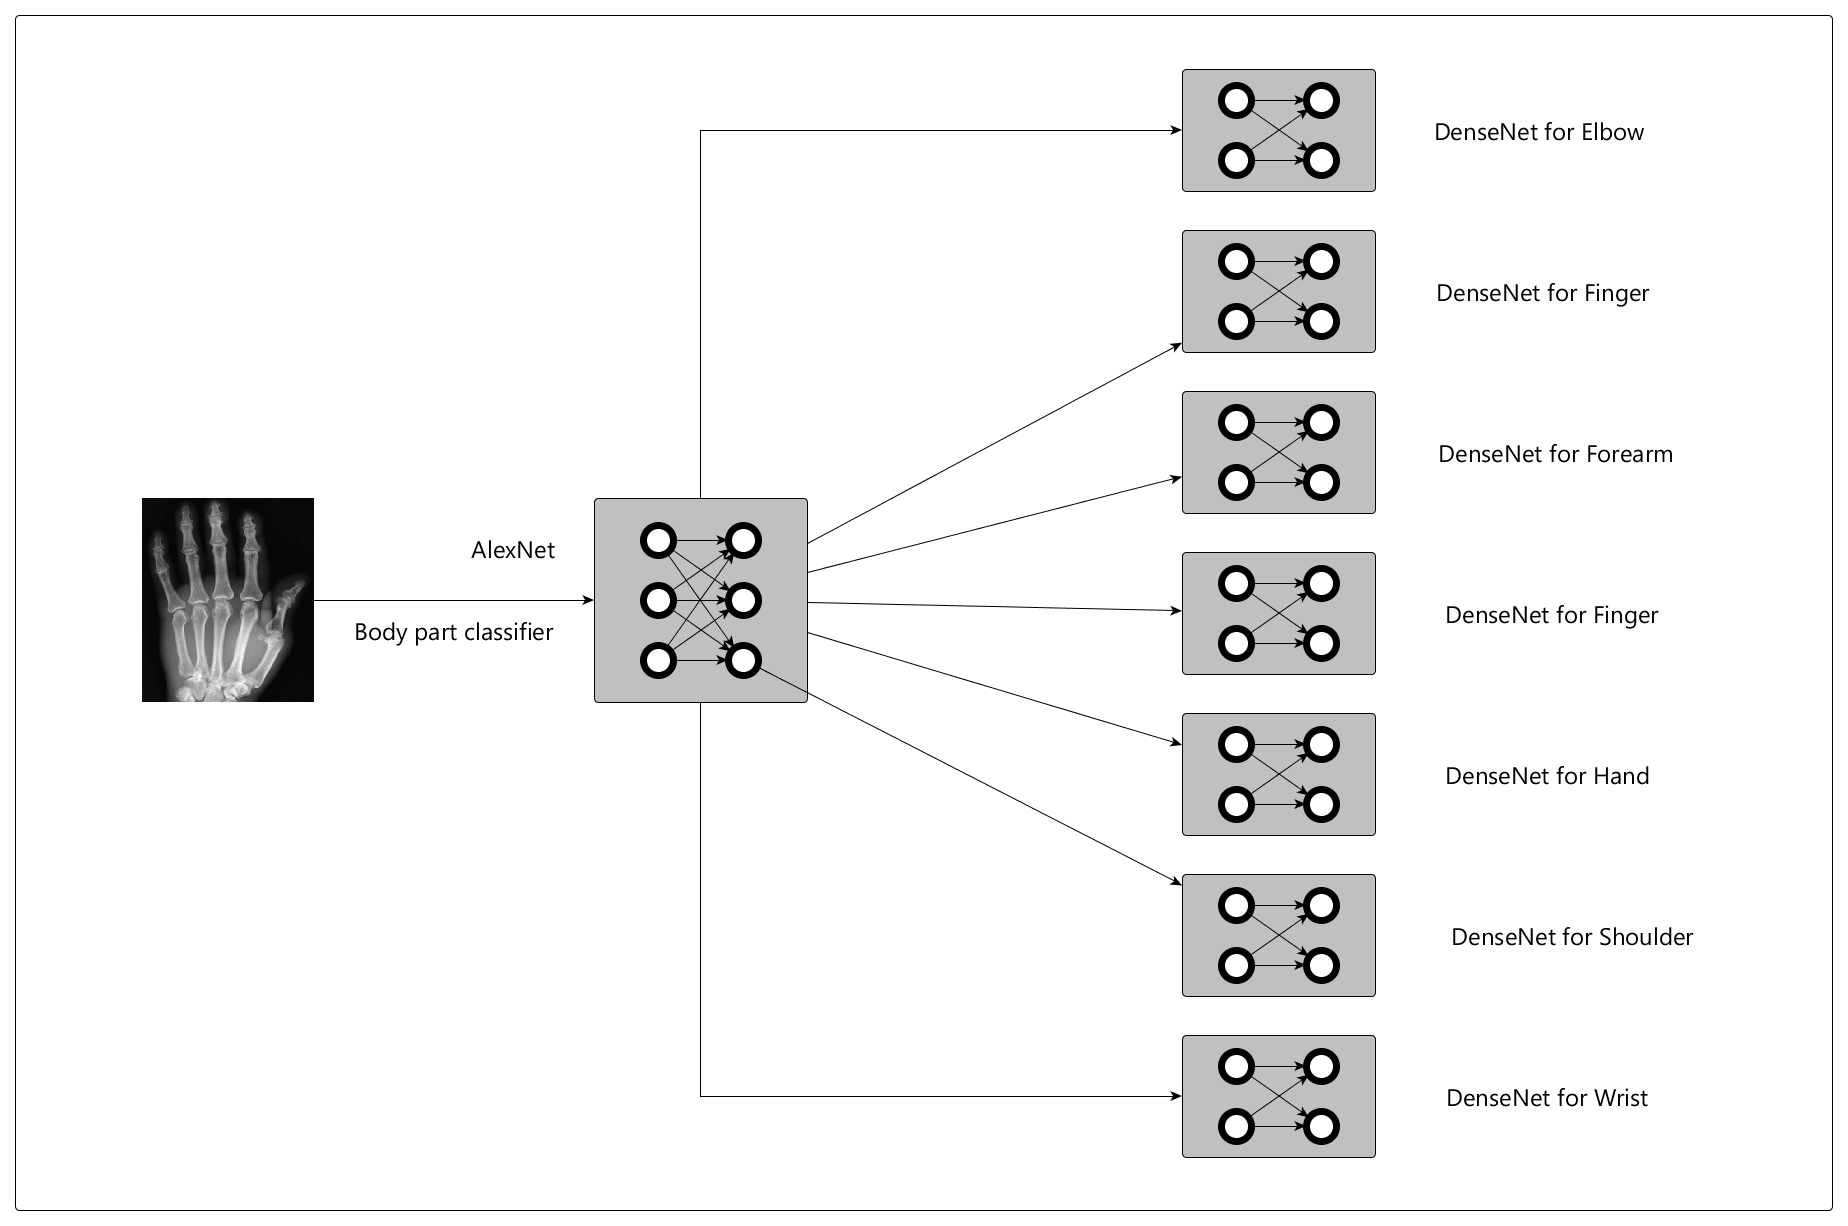 AlexNet
Body part classifier
DenseNet for Elbow
DenseNet for Finger
DenseNet for Forearm
DenseNet for Finger
DenseNet for Hand
DenseNet for Shoulder
DenseNet for Wrist